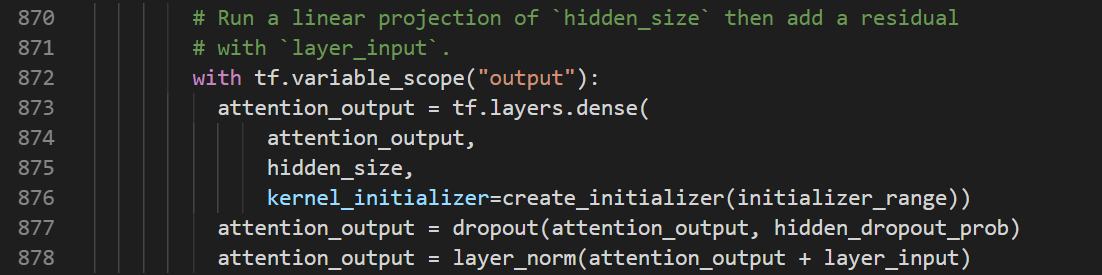 870 # Run a linear projection of `hidden_size` then add a residual
871 # with `layer_input`.
872 with tf.variable_scope("output"):
873 attention_output = tf.layers.dense(
874 attention_output,
875 hidden_size,
876 kernel_initializer=create_initializer(initializer_range))
877 attention_output = dropout(attention_output, hidden_dropout_prob)
878 attention_output = layer_norm(attention_output + layer_input)